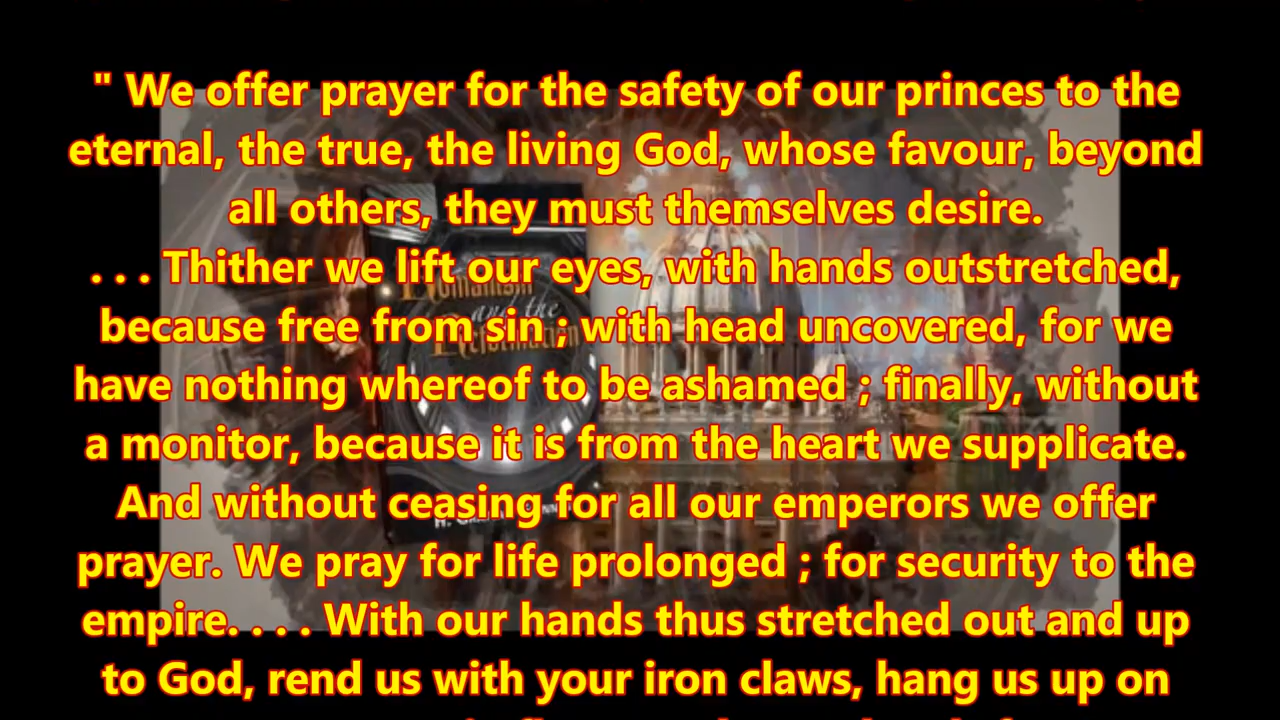 " We offer prayer for the safety of our princes to the
eternal, the true, the living God, whose favour, beyond
all others, they must themselves desire.
. . . Thither we lift our eyes, with hands outstretched,
because free from sin ; with head uncovered, for we
have nothing whereof to be ashamed ; finally, without
a monitor, because it is from the heart we supplicate.
And without ceasing for all our emperors we offer
prayer. We pray for life prolonged ; for security to the
empire. . . . With our hands thus stretched out and up
to God, rend us with your iron claws, hang us up on
Romanism
and the
Reformation